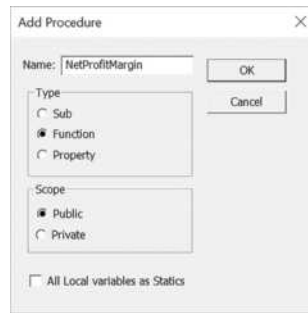 Add Procedure
Name: NetProfitMargin
OK
Cancel
Type
Sub
Function
Property
Scope
Public
Private
All Local variables as Statics